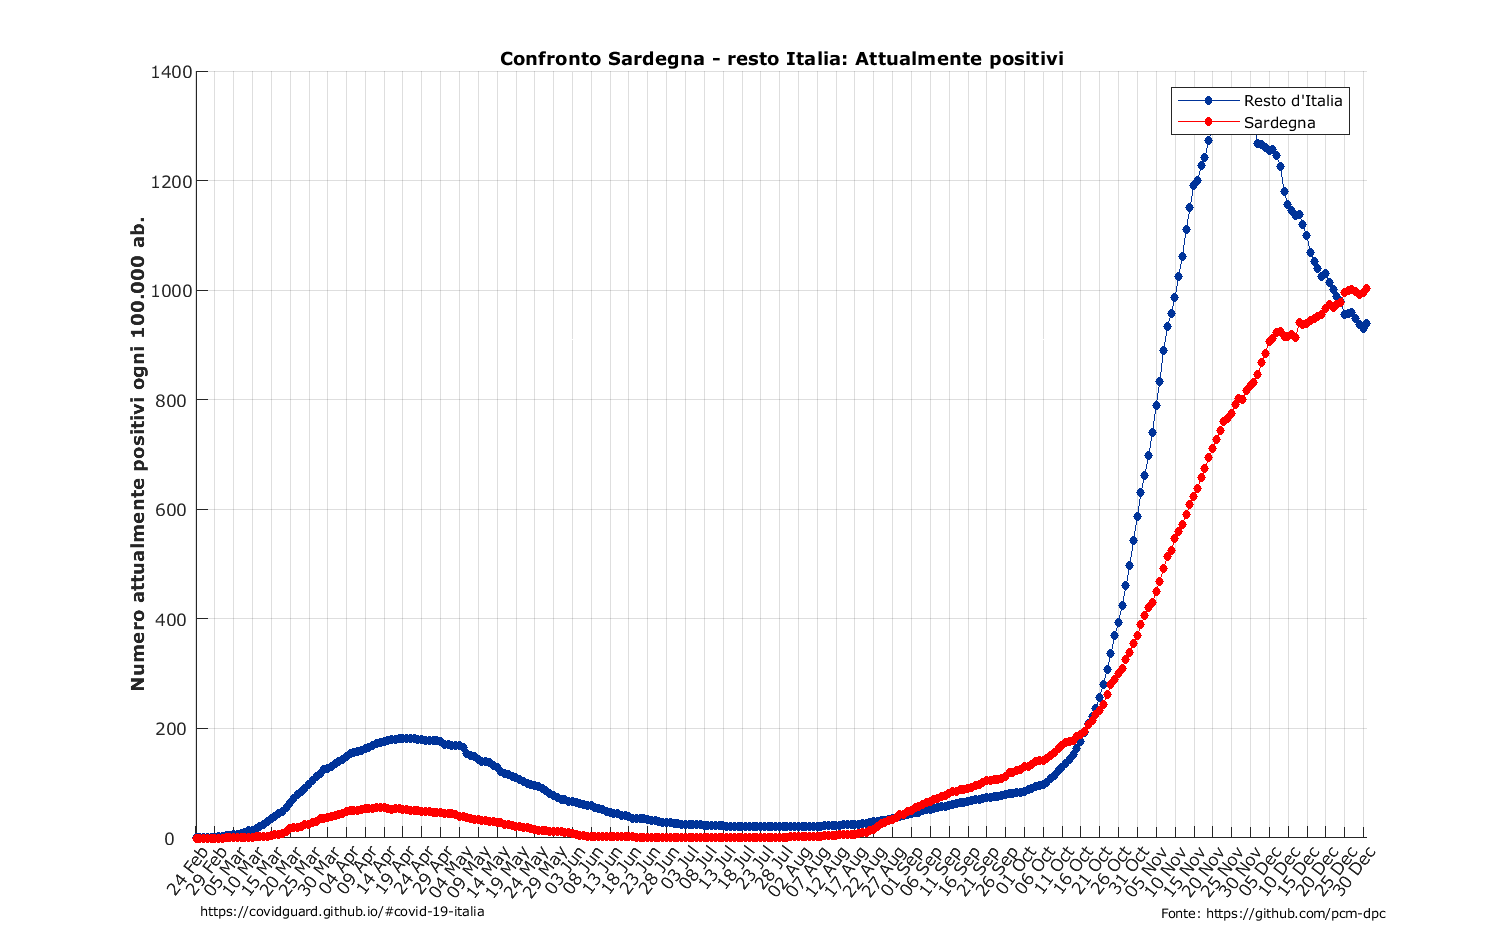 Confronto Sardegna - resto Italia: Attualmente positivi
Numero attualmente positivi ogni 100.000 ab.
1400
1200
1000
800
600
400
200
0
Resto d'Italia
Sardegna
24 Feb
29 Feb
05 Mar
10 Mar
15 Mar
20 Mar
25 Mar
30 Mar
04 Apr
09 Apr
14 Apr
19 Apr
24 Apr
29 Apr
04 May
09 May
14 May
19 May
24 May
29 May
03 Jun
08 Jun
13 Jun
18 Jun
23 Jun
28 Jun
03 Jul
08 Jul
13 Jul
18 Jul
23 Jul
28 Jul
02 Aug
07 Aug
12 Aug
17 Aug
22 Aug
27 Aug
01 Sep
06 Sep
11 Sep
16 Sep
21 Sep
26 Sep
01 Oct
06 Oct
11 Oct
16 Oct
21 Oct
26 Oct
31 Oct
05 Nov
10 Nov
15 Nov
20 Nov
25 Nov
30 Nov
05 Dec
10 Dec
15 Dec
20 Dec
25 Dec
30 Dec
https://covidguard.github.io/#covid-19-italia
Fonte: https://github.com/pcm-dpc